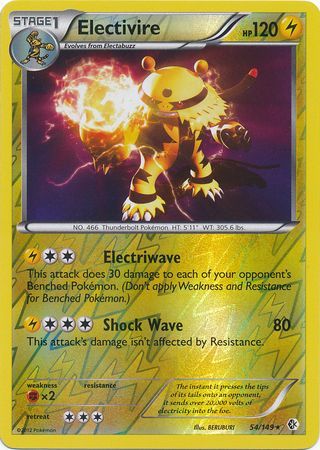 STAGE1
Electivire
HP120
Evolves from Electabuzz
NO. 466 Thunderbolt Pokémon HT: 5'11" WT: 305.6 lbs.
Electriwave
This attack does 30 damage to each of your opponent's
Benched Pokémon. (Don't apply Weakness and Resistance
for Benched Pokémon.)
Shock Wave 80
This attack's damage isn't affected by Resistance.
weakness resistance
×2
retreat
The instant it presses the
tips of its tails onto an opponent,
it sends over 20,000 volts of
electricity into the foe.
©2012 Pokémon
Illus. BERUBURI
54/149★